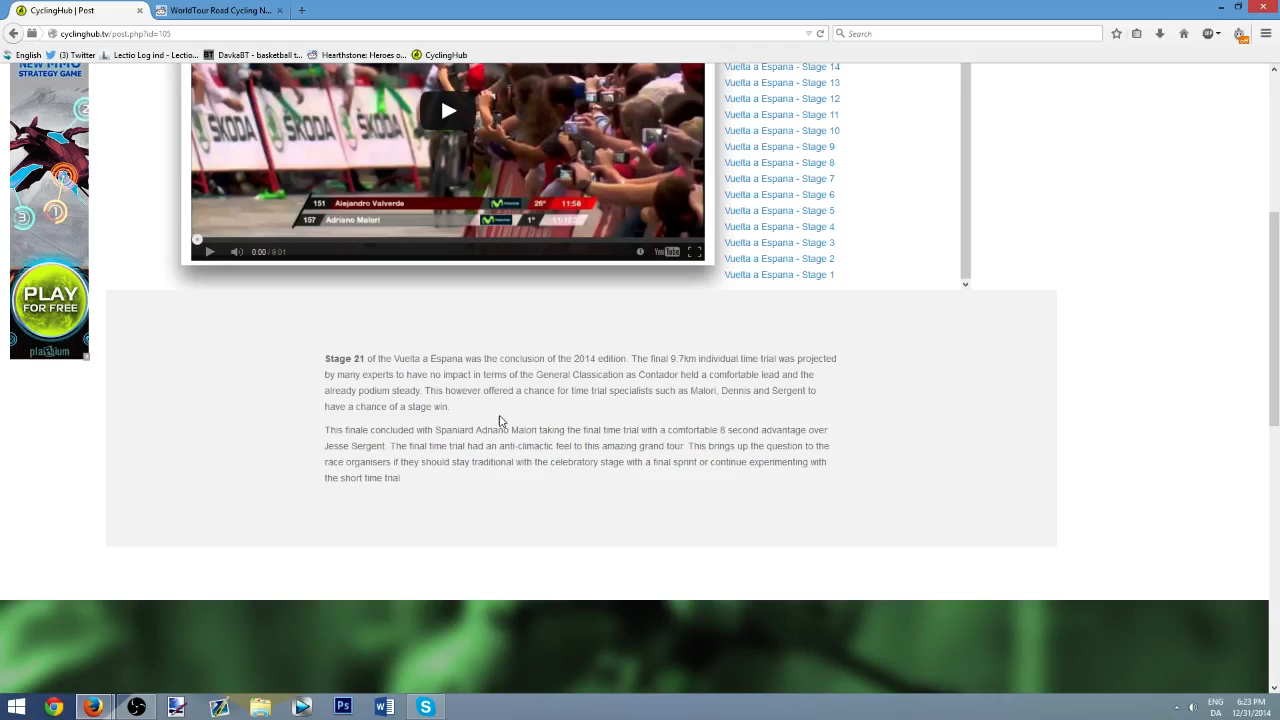 CyclingHub | Post
WorldTour Road Cycling N...
cyclinghub.tv/post.php?id=105
Search
English
(3) Twitter
Lectio Log ind - Lectio...
DavkaBT - basketball t...
Hearthstone: Heroes o...
CyclingHub
NEW MMO
STRATEGY GAME
PLAY
FOR FREE
ŠKODA
ŠKODA
ŠKODA
151 Alejandro Valverde movistar 26° 11:58
157 Adriano Malori movistar 1°
0:00 / 9:01
YouTube
Vuelta a Espana - Stage 14
Vuelta a Espana - Stage 13
Vuelta a Espana - Stage 12
Vuelta a Espana - Stage 11
Vuelta a Espana - Stage 10
Vuelta a Espana - Stage 9
Vuelta a Espana - Stage 8
Vuelta a Espana - Stage 7
Vuelta a Espana - Stage 6
Vuelta a Espana - Stage 5
Vuelta a Espana - Stage 4
Vuelta a Espana - Stage 3
Vuelta a Espana - Stage 2
Vuelta a Espana - Stage 1
Stage 21 of the Vuelta a Espana was the conclusion of the 2014 edition. The final 9.7km individual time trial was projected
by many experts to have no impact in terms of the General Classication as Contador held a comfortable lead and the
already podium steady. This however offered a chance for time trial specialists such as Malori, Dennis and Sergent to
have a chance of a stage win.
This finale concluded with Spaniard Adriano Malori taking the final time trial with a comfortable 8 second advantage over
Jesse Sergent. The final time trial had an anti-climactic feel to this amazing grand tour. This brings up the question to the
race organisers if they should stay traditional with the celebratory stage with a final sprint or continue experimenting with
the short time trial.
Ps
ENG
DA
6:23 PM
12/31/2014